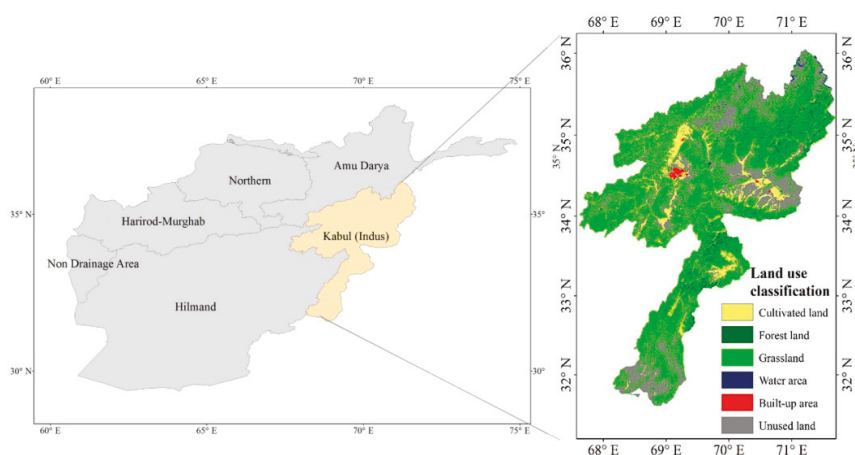 60° E
65° E
70° E
75° E
35° N
30° N
Amu Darya
Northern
Harirod-Murghab
Kabul (Indus)
Non Drainage Area
Hilmand
35° N
30° N
60° E
65° E
70° E
75° E
68° E
69° E
70° E
71° E
36° N
35° N
34° N
33° N
32° N
35° N
36° N
35° N
34° N
33° N
32° N
Land use
classification
Cultivated land
Forest land
Grassland
Water area
Built-up area
Unused land
68° E
69° E
70° E
71° E